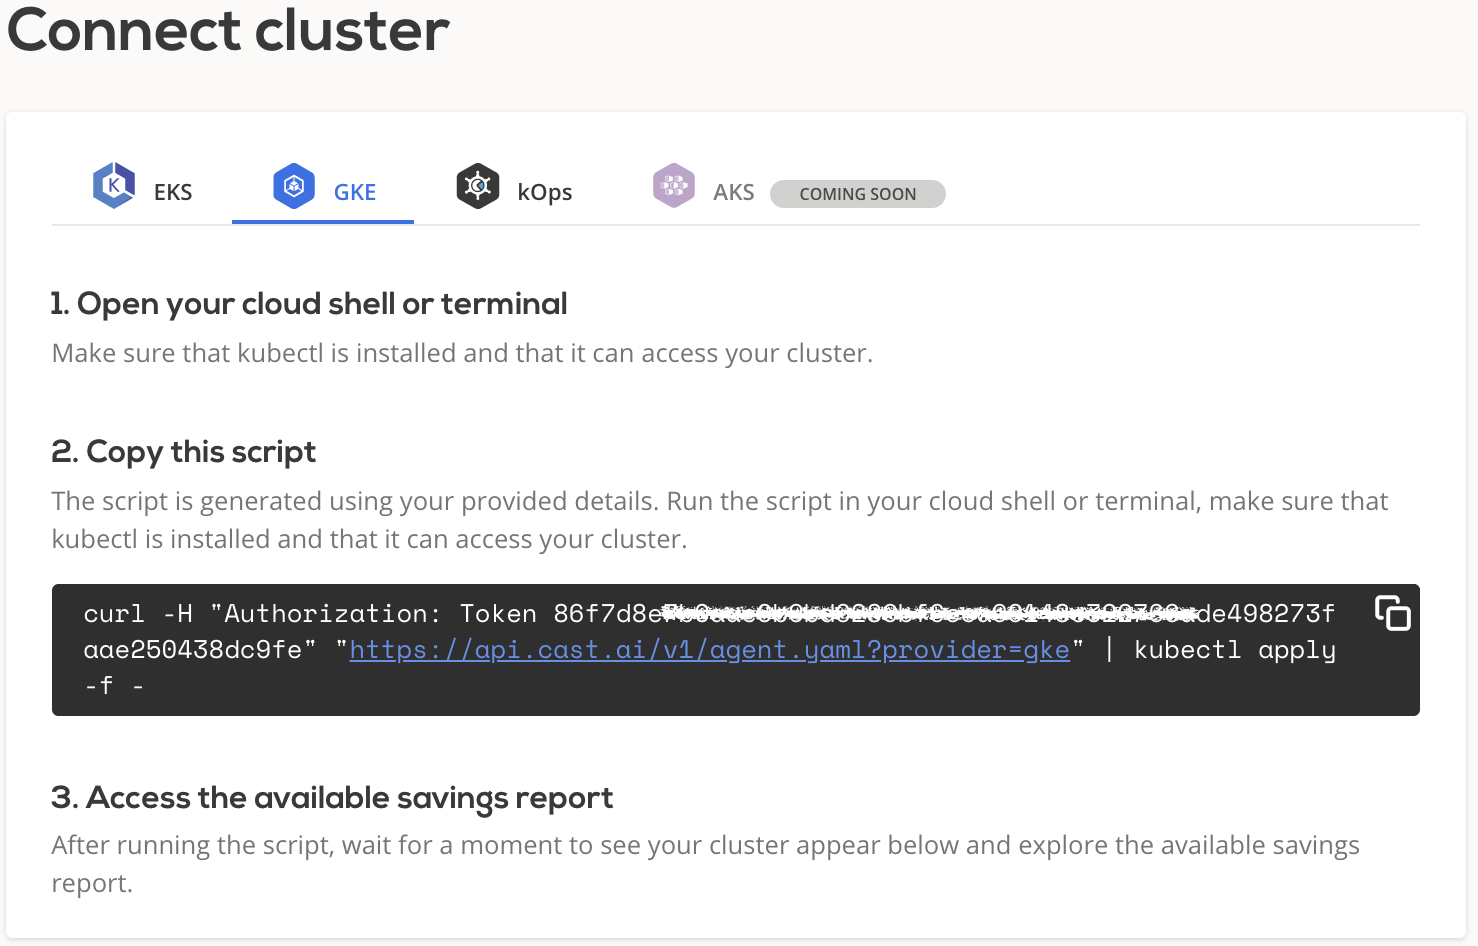 Connect cluster
EKS
GKE
kOps
AKS
COMING SOON
1. Open your cloud shell or terminal
Make sure that kubectl is installed and that it can access your cluster.
2. Copy this script
The script is generated using your provided details. Run the script in your cloud shell or terminal, make sure that
kubectl is installed and that it can access your cluster.
curl -H "Authorization: Token
aae250438dc9fe" "https://api.cast.ai/v1/agent.yaml?provider=gke" | kubectl apply
-f -
3. Access the available savings report
After running the script, wait for a moment to see your cluster appear below and explore the available savings
report.